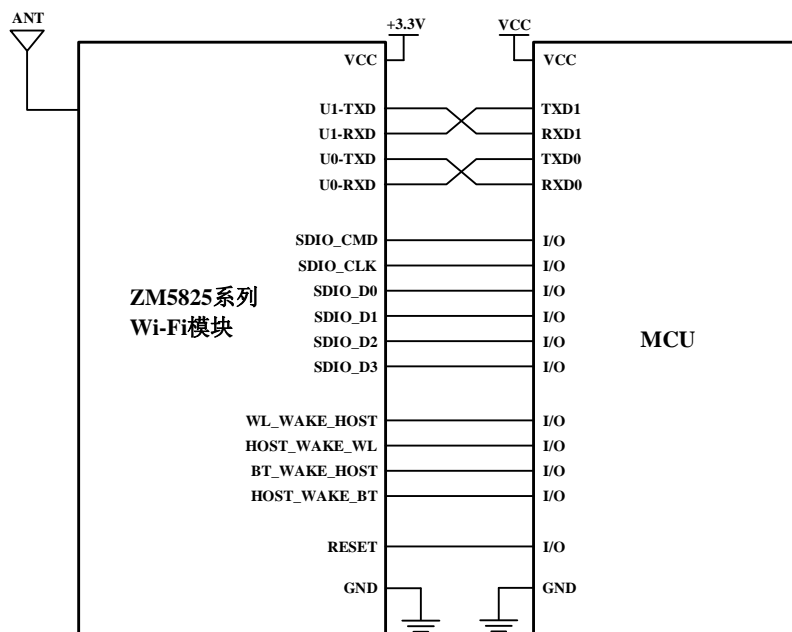 ANT
+3.3V
VCC
VCC
VCC
U1-TXD
TXD1
U1-RXD
RXD1
U0-TXD
TXD0
U0-RXD
RXD0
SDIO_CMD
I/O
SDIO_CLK
I/O
SDIO_D0
I/O
SDIO_D1
I/O
SDIO_D2
I/O
SDIO_D3
I/O
ZM5825系列
Wi-Fi模块
MCU
WL_WAKE_HOST
I/O
HOST_WAKE_WL
I/O
BT_WAKE_HOST
I/O
HOST_WAKE_BT
I/O
RESET
I/O
GND
GND